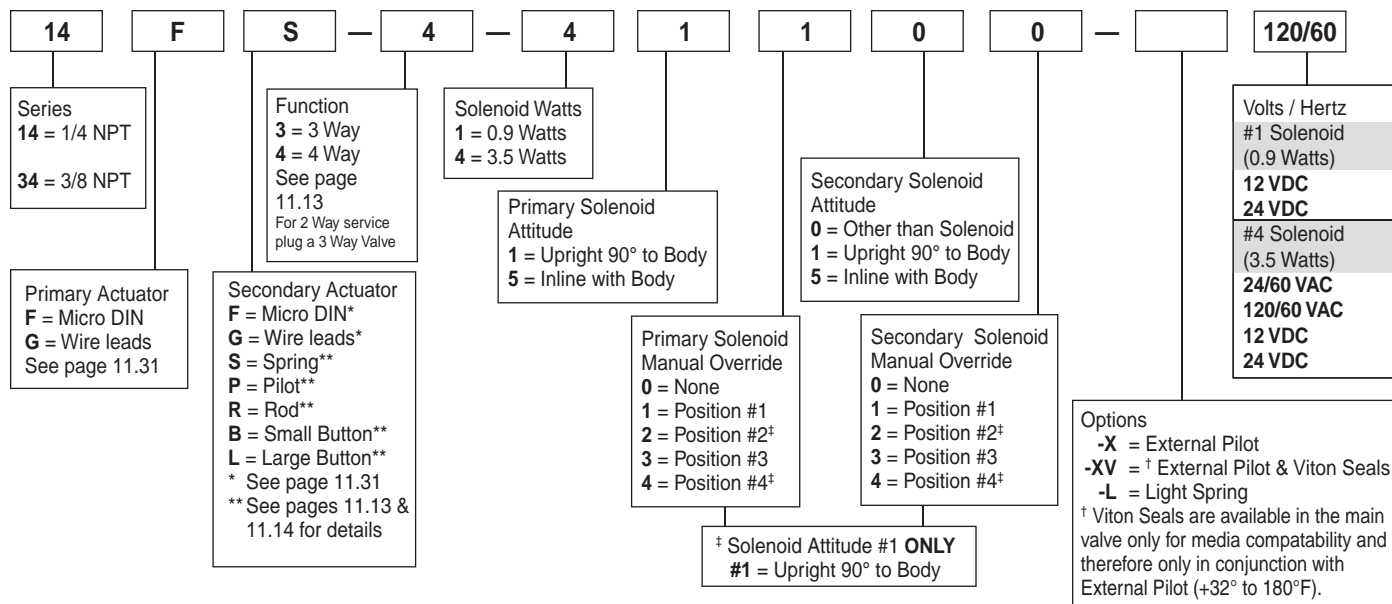 14 F S — 4 — 4 1 1 0 0 — 120/60
Series
14 = 1/4 NPT
34 = 3/8 NPT
Primary Actuator
F = Micro DIN
G = Wire leads
See page 11.31
Secondary Actuator
F = Micro DIN*
G = Wire leads*
S = Spring**
P = Pilot**
R = Rod**
B = Small Button**
L = Large Button**
* See page 11.31
** See pages 11.13 &
11.14 for details
Function
3 = 3 Way
4 = 4 Way
See page
11.13
For 2 Way service
plug a 3 Way Valve
Solenoid Watts
1 = 0.9 Watts
4 = 3.5 Watts
Primary Solenoid
Attitude
1 = Upright 90° to Body
5 = Inline with Body
Primary Solenoid
Manual Override
0 = None
1 = Position #1
2 = Position #2‡
3 = Position #3
4 = Position #4‡
Secondary Solenoid
Attitude
0 = Other than Solenoid
1 = Upright 90° to Body
5 = Inline with Body
Secondary Solenoid
Manual Override
0 = None
1 = Position #1
2 = Position #2‡
3 = Position #3
4 = Position #4‡
‡ Solenoid Attitude #1 ONLY
#1 = Upright 90° to Body
Options
-X = External Pilot
-XV = † External Pilot & Viton Seals
-L = Light Spring
† Viton Seals are available in the main
valve only for media compatability and
therefore only in conjunction with
External Pilot (+32° to 180°F).
Volts / Hertz
#1 Solenoid
(0.9 Watts)
12 VDC
24 VDC
#4 Solenoid
(3.5 Watts)
24/60 VAC
120/60 VAC
12 VDC
24 VDC